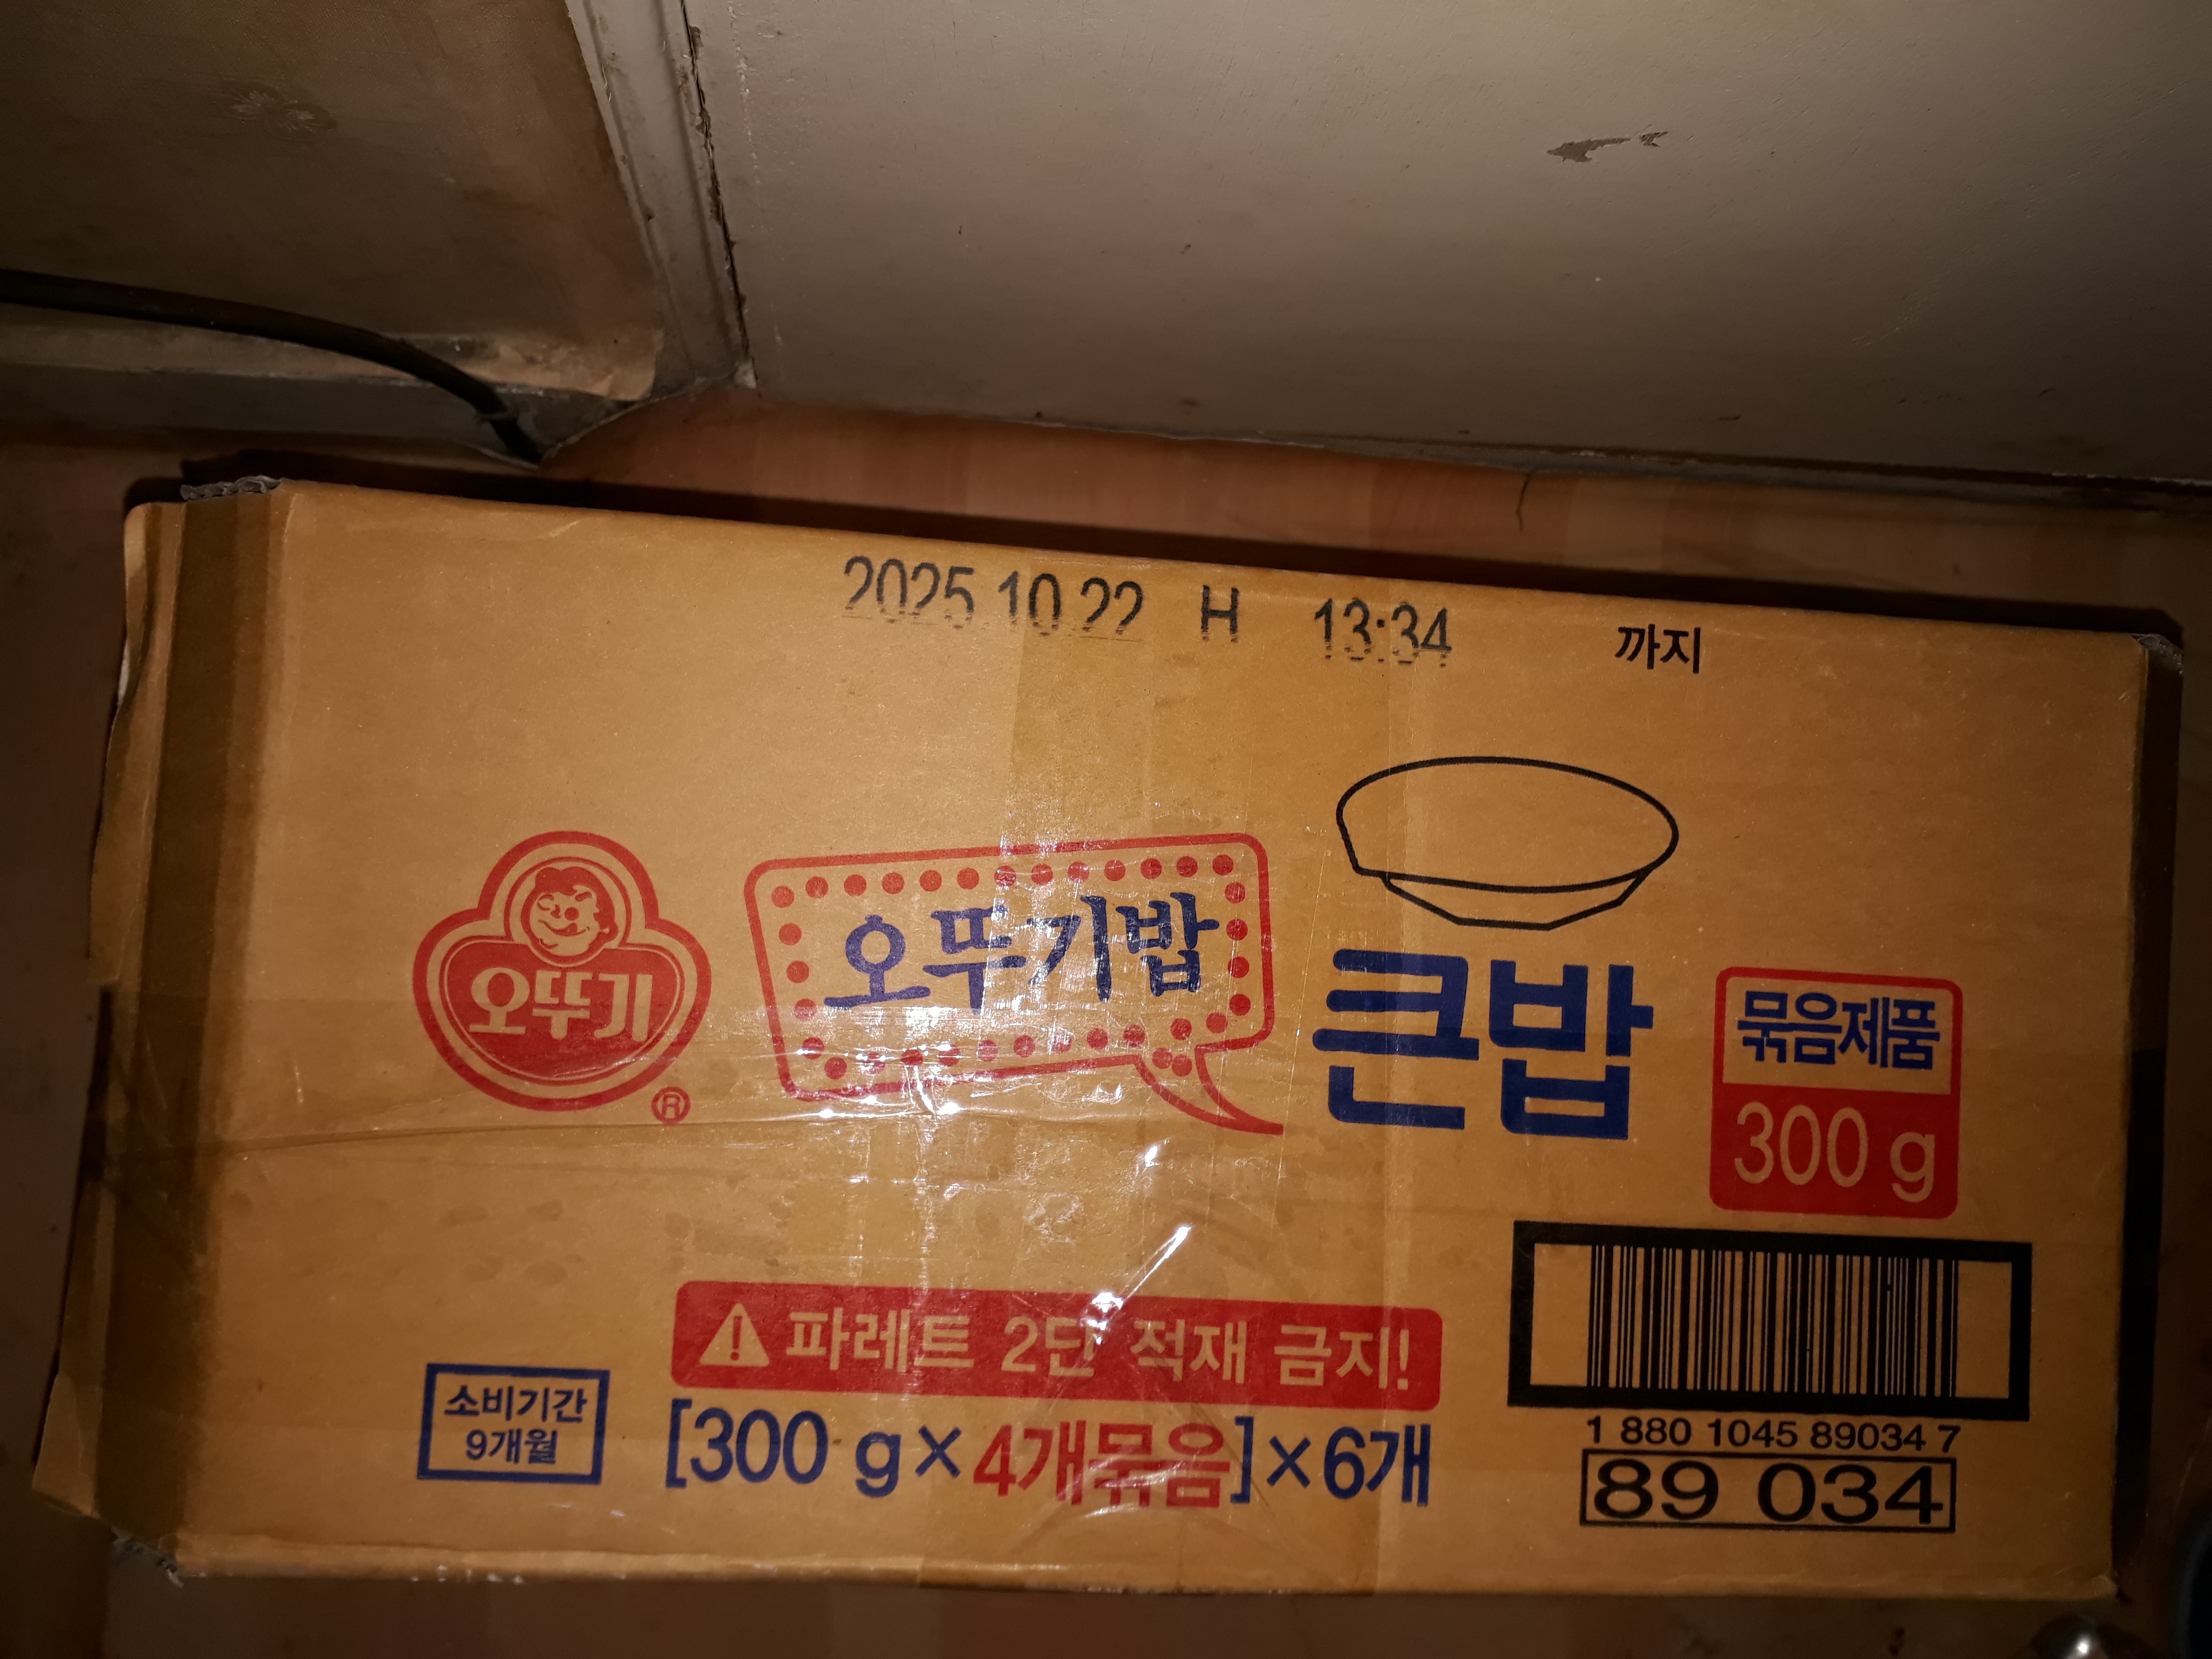 2025.10.22 H 13:34 까지
오뚜기
®
오뚜기밥
큰밥
묶음제품
300 g
파레트 2단 적재 금지!
소비기간
9개월
[300 g×4개묶음]×6개
1 880 1045 89034 7
89 034